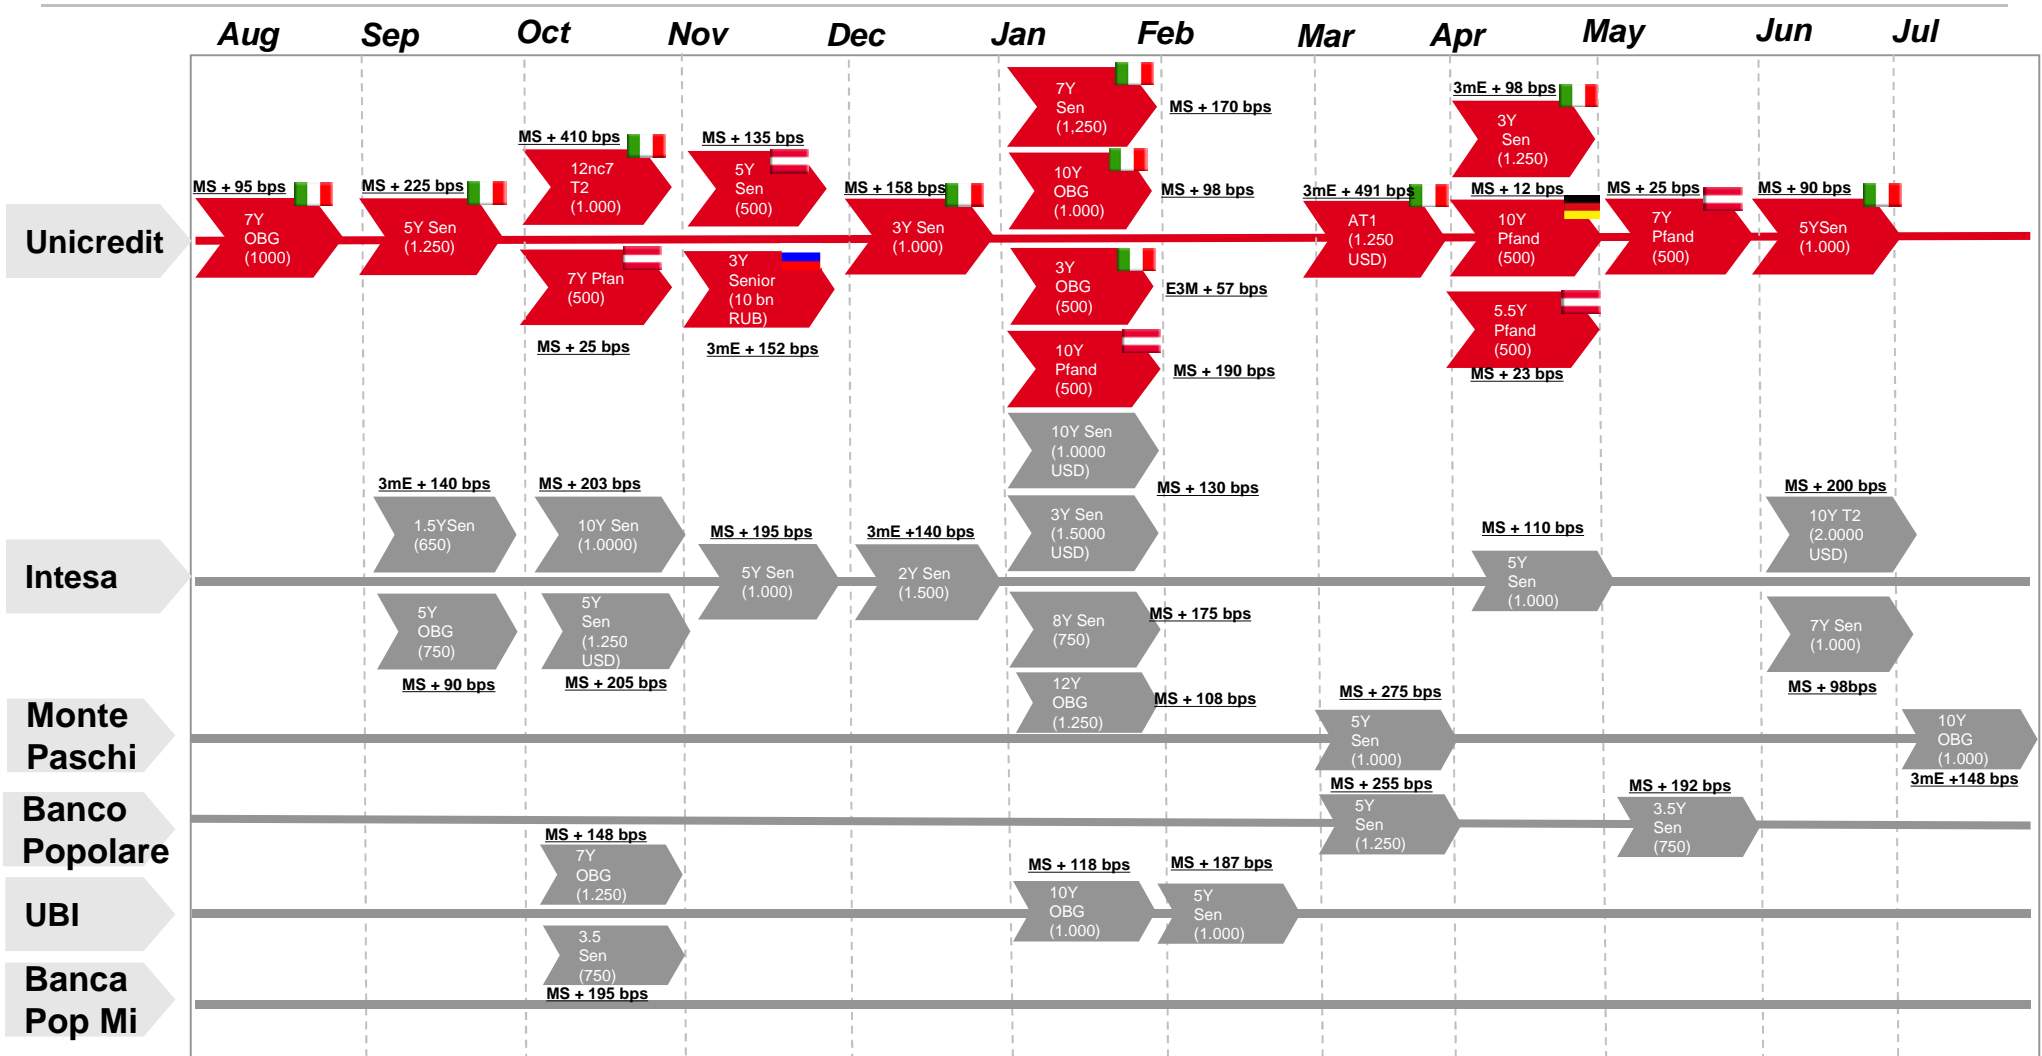 Aug Sep Oct Nov Dec Jan Feb Mar Apr May Jun Jul
Unicredit
MS + 95 bps
7Y
OBG
(1000)
MS + 225 bps
5Y Sen
(1.250)
MS + 410 bps
12nc7
T2
(1.000)
7Y Pfan
(500)
MS + 25 bps
MS + 135 bps
5Y
Sen
(500)
3Y
Senior
(10 bn
RUB)
3mE + 152 bps
MS + 158 bps
3Y Sen
(1.000)
7Y
Sen
(1,250)
MS + 170 bps
10Y
OBG
(1.000)
MS + 98 bps
3Y
OBG
(500)
E3M + 57 bps
10Y
Pfand
(500)
MS + 190 bps
3mE + 491 bps
AT1
(1.250
USD)
3mE + 98 bps
3Y
Sen
(1.250)
MS + 12 bps
10Y
Pfand
(500)
5.5Y
Pfand
(500)
MS + 23 bps
MS + 25 bps
7Y
Pfand
(500)
MS + 90 bps
5YSen
(1.000)
Intesa
3mE + 140 bps
1.5YSen
(650)
5Y
OBG
(750)
MS + 90 bps
MS + 203 bps
10Y Sen
(1.0000)
5Y
Sen
(1.250
USD)
MS + 205 bps
MS + 195 bps
5Y Sen
(1.000)
3mE +140 bps
2Y Sen
(1.500)
10Y Sen
(1.0000
USD)
MS + 130 bps
3Y Sen
(1.5000
USD)
8Y Sen
(750)
MS + 175 bps
12Y
OBG
(1.250)
MS + 108 bps
MS + 110 bps
5Y
Sen
(1.000)
MS + 200 bps
10Y T2
(2.0000
USD)
7Y Sen
(1.000)
MS + 98bps
Monte
Paschi
MS + 275 bps
5Y
Sen
(1.000)
10Y
OBG
(1.000)
3mE +148 bps
Banco
Popolare
MS + 255 bps
5Y
Sen
(1.250)
MS + 192 bps
3.5Y
Sen
(750)
UBI
MS + 148 bps
7Y
OBG
(1.250)
3.5
Sen
(750)
MS + 195 bps
MS + 118 bps
10Y
OBG
(1.000)
MS + 187 bps
5Y
Sen
(1.000)
Banca
Pop Mi